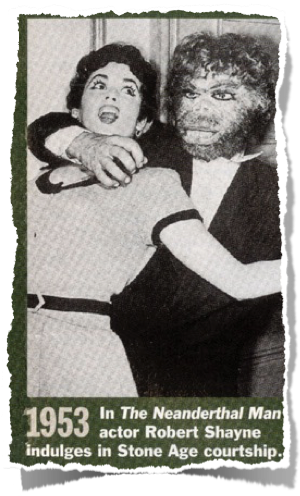 1953 In The Neanderthal Man
actor Robert Shayne
indulges in Stone Age courtship.